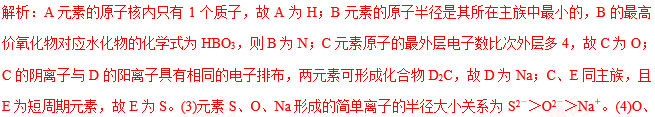 解析：A 元素的原子核内只有 1 个质子，故 A 为 H；B 元素的原子半径是其所在主族中最小的，B 的最高
价氧化物对应水化物的化学式为 HBO₃，则 B 为 N；C 元素原子的最外层电子数比次外层多 4，故 C 为 O；
C 的阴离子与 D 的阳离子具有相同的电子排布，两元素可形成化合物 D₂C，故 D 为 Na；C、E 同主族，且
E 为短周期元素，故 E 为 S。(3)元素 S、O、Na 形成的简单离子的半径大小关系为 S²⁻＞O²⁻＞Na⁺。(4)O、